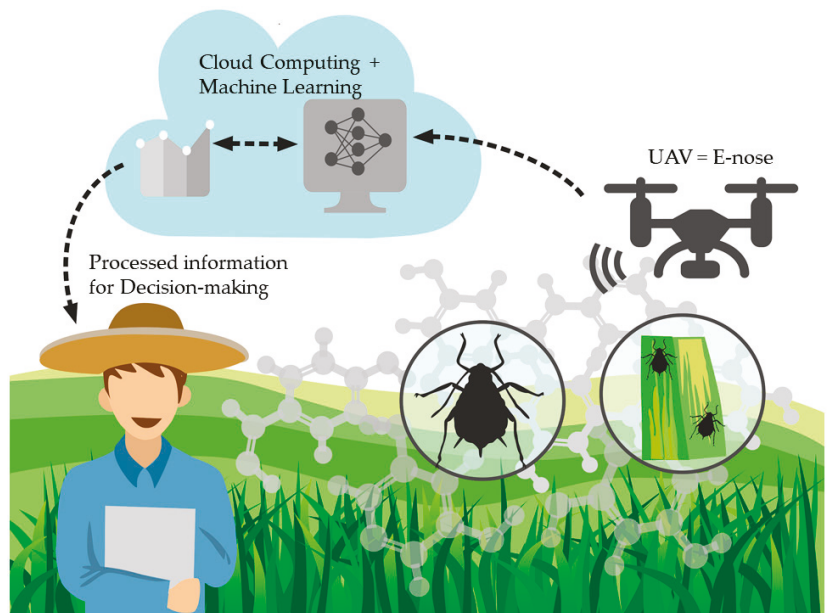 Cloud Computing +
Machine Learning
UAV = E-nose
Processed information
for Decision-making